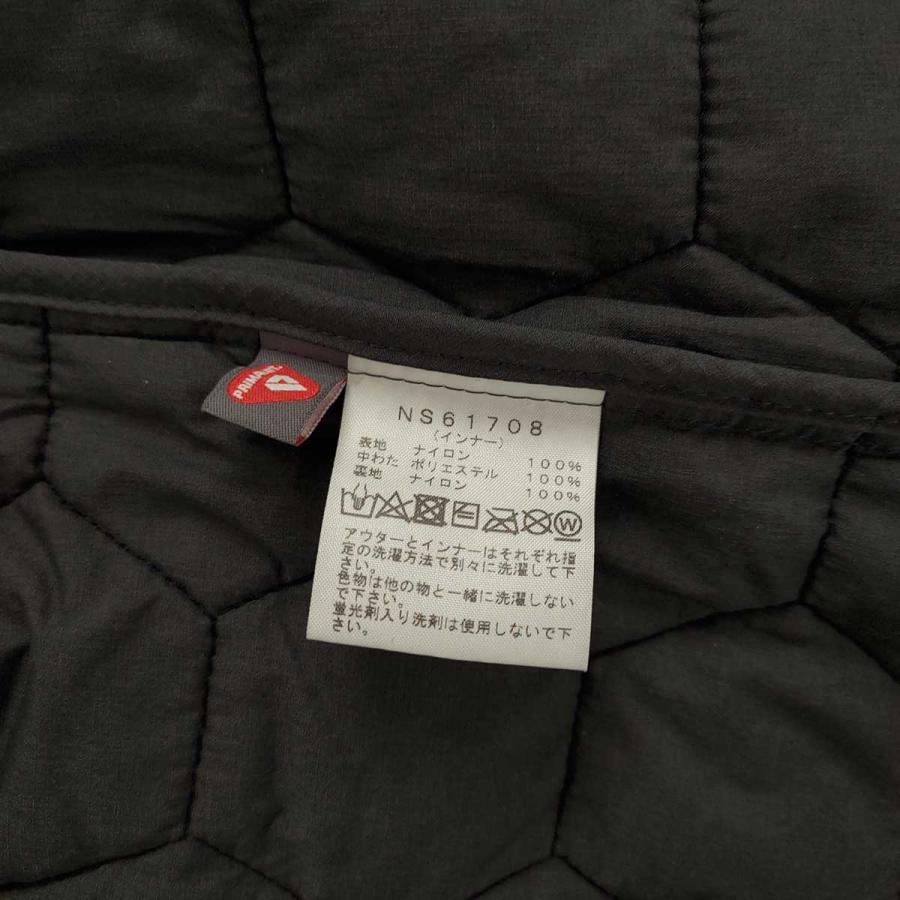 PRIMALOFT
NS61708
(インナー)
表地 ナイロン 100%
中わた ポリエステル 100%
裏地 ナイロン 100%
W
アウターとインナーはそれぞれ指
定の洗濯方法で別々に洗濯して下
さい。
色物は他の物と一緒に洗濯しない
で下さい。
蛍光剤入り洗剤は使用しないで下
さい。